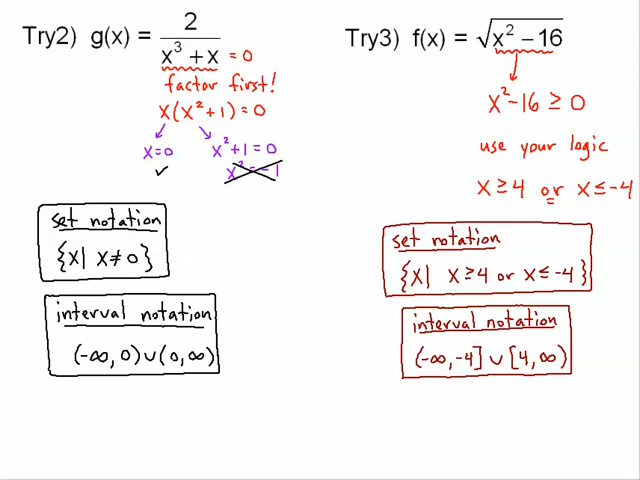 Try2) g(x) = 2 / (x³ + x) = 0
factor first!
x(x² + 1) = 0
x = 0
x² + 1 = 0
x² = -1
set notation
{x| x ≠ 0}
interval notation
(-∞, 0) ∪ (0, ∞)
Try3) f(x) = √(x² − 16)
x² - 16 ≥ 0
use your logic
x ≥ 4 or x ≤ -4
set notation
{x| x ≥ 4 or x ≤ -4}
interval notation
(-∞, -4] ∪ [4, ∞)